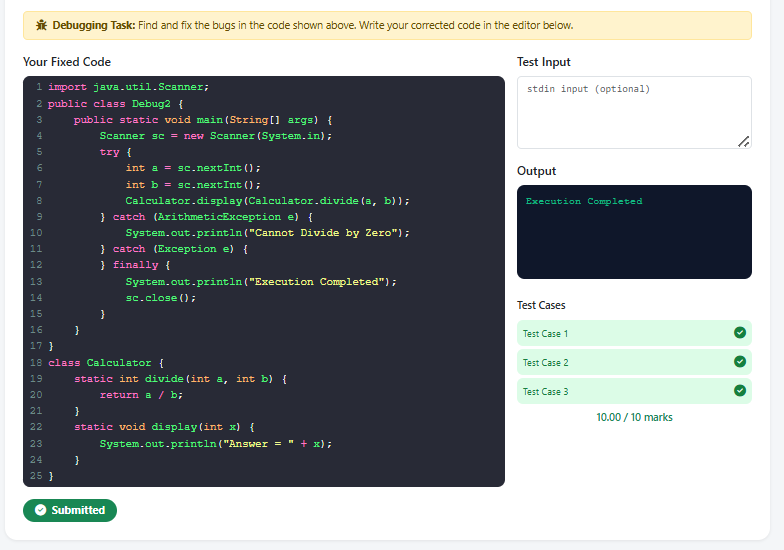 Debugging Task: Find and fix the bugs in the code shown above. Write your corrected code in the editor below.
Your Fixed Code
1 import java.util.Scanner;
2 public class Debug2 {
3     public static void main(String[] args) {
4         Scanner sc = new Scanner(System.in);
5         try {
6             int a = sc.nextInt();
7             int b = sc.nextInt();
8             Calculator.display(Calculator.divide(a, b));
9         } catch (ArithmeticException e) {
10             System.out.println("Cannot Divide by Zero");
11         } catch (Exception e) {
12         } finally {
13             System.out.println("Execution Completed");
14             sc.close();
15         }
16     }
17 }
18 class Calculator {
19     static int divide(int a, int b) {
20         return a / b;
21     }
22     static void display(int x) {
23         System.out.println("Answer = " + x);
24     }
25 }
Submitted
Test Input
stdin input (optional)
Output
Execution Completed
Test Cases
Test Case 1
Test Case 2
Test Case 3
10.00 / 10 marks